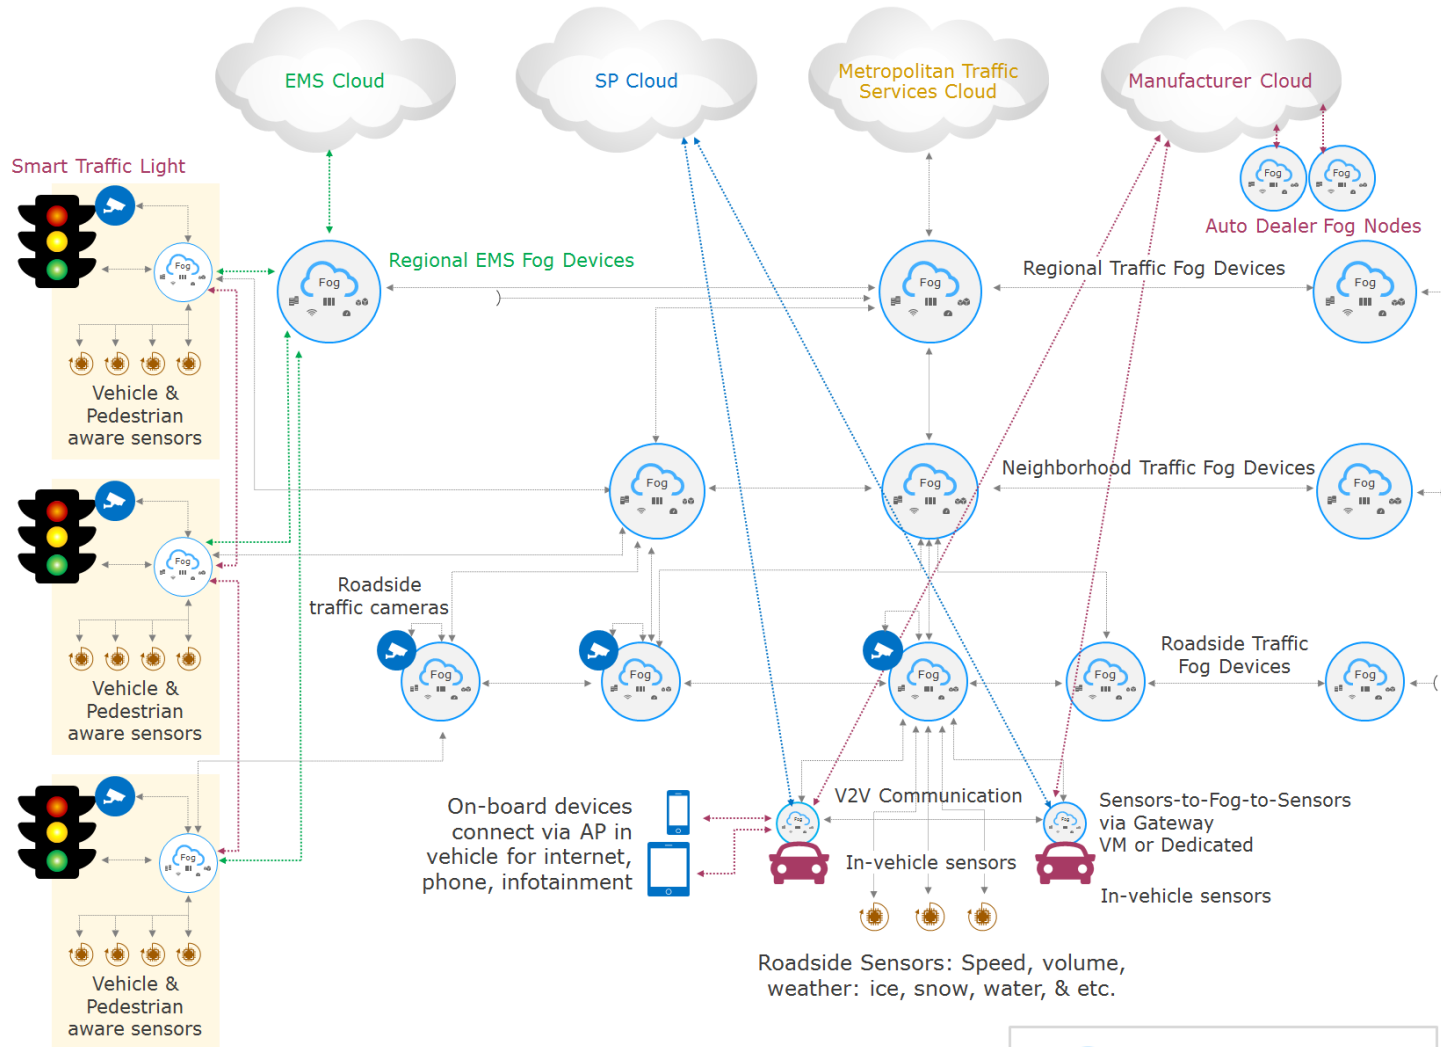 EMS Cloud
SP Cloud
Metropolitan Traffic
Services Cloud
Manufacturer Cloud
Smart Traffic Light
Fog
Fog
Auto Dealer Fog Nodes
Fog
Fog
Regional EMS Fog Devices
Fog
Regional Traffic Fog Devices
Fog
Vehicle &
Pedestrian
aware sensors
Fog
Fog
Neighborhood Traffic Fog Devices
Fog
Fog
Roadside
traffic cameras
Vehicle &
Pedestrian
aware sensors
Fog
Fog
Fog
Fog
Roadside Traffic
Fog Devices
Fog
Fog
On-board devices
connect via AP in
vehicle for internet,
phone, infotainment
Fog
V2V Communication
Fog
Sensors-to-Fog-to-Sensors
via Gateway
VM or Dedicated
In-vehicle sensors
In-vehicle sensors
Vehicle &
Pedestrian
aware sensors
Roadside Sensors: Speed, volume,
weather: ice, snow, water, & etc.